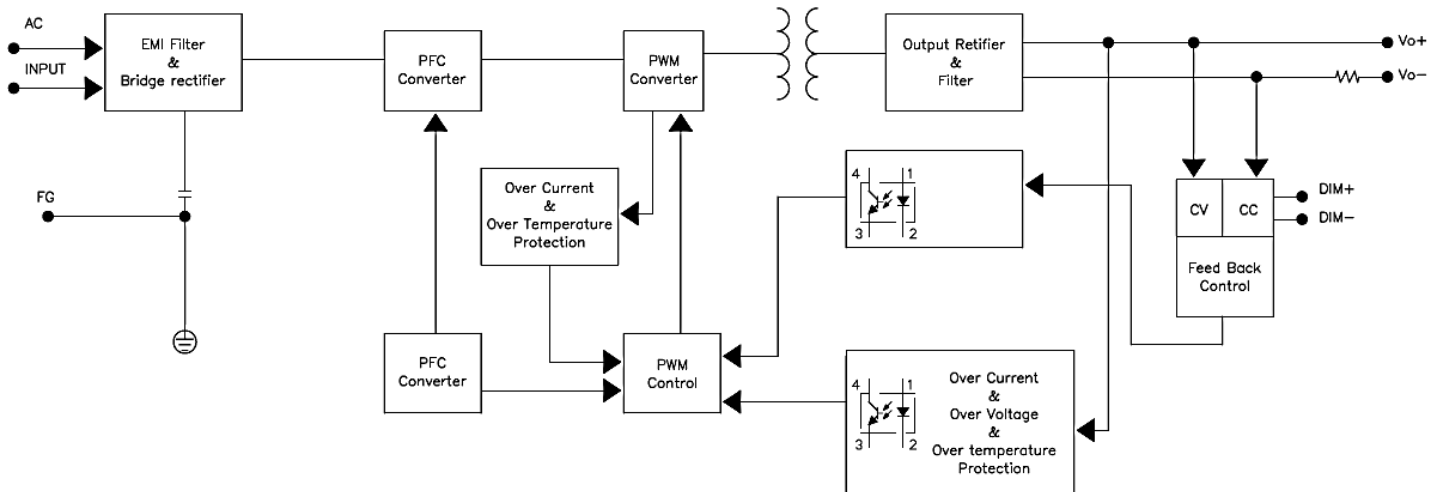 AC
INPUT
EMI Filter
&
Bridge rectifier
PFC
Converter
PWM
Converter
Output Retifier
&
Filter
Vo+
Vo-
FG
Over Current
&
Over Temperature
Protection
4 1
3 2
CV CC
DIM+
DIM-
Feed Back
Control
PFC
Converter
PWM
Control
4 1
3 2
Over Current
&
Over Voltage
&
Over temperature
Protection